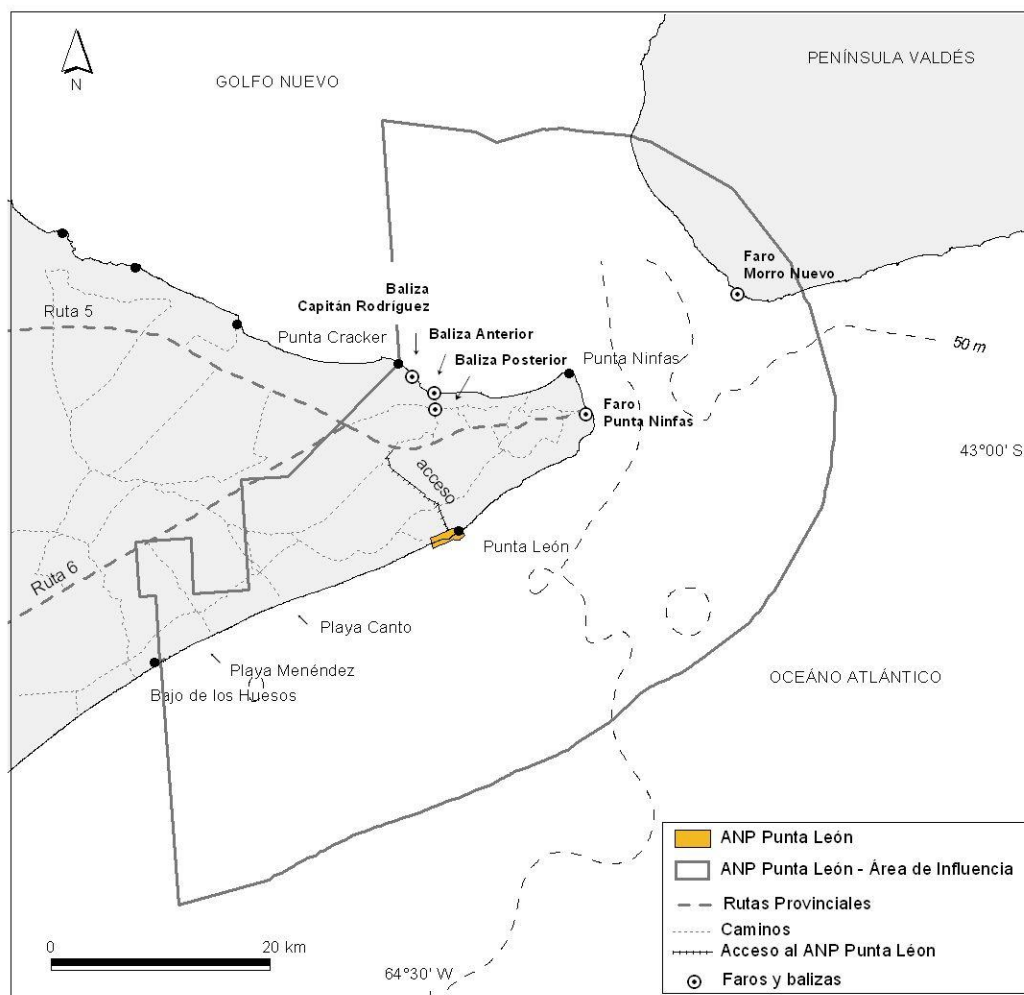 PENÍNSULA VALDÉS
GOLFO NUEVO
N
Faro
Morro Nuevo
Baliza
Capitán Rodríguez
Ruta 5
Punta Cracker
Baliza Anterior
Baliza Posterior
Punta Ninfas
50 m
Faro
Punta Ninfas
43°00' S
acceso
Punta León
Ruta 6
Playa Canto
Playa Menéndez
Bajo de los Huesos
OCEÁNO ATLÁNTICO
ANP Punta León
ANP Punta León - Área de Influencia
Rutas Provinciales
Caminos
Acceso al ANP Punta Léon
Faros y balizas
0 20 km
64°30' W